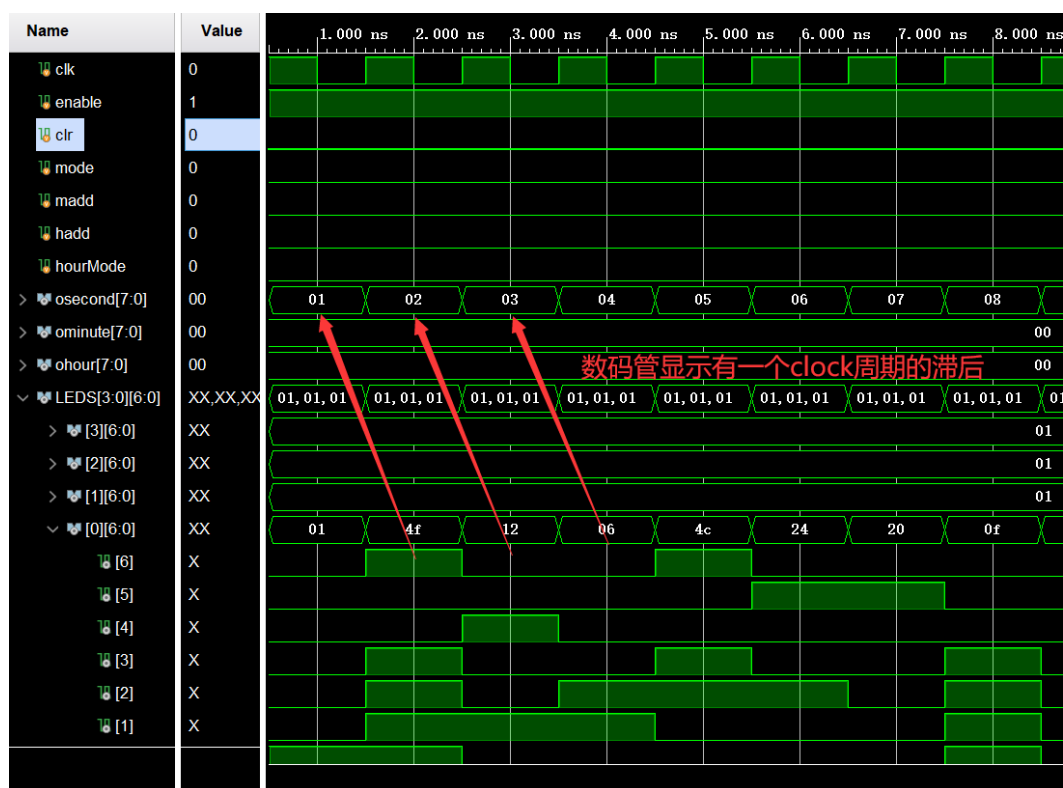 Name Value 1.000 ns 2.000 ns 3.000 ns 4.000 ns 5.000 ns 6.000 ns 7.000 ns 8.000 ns
clk 0
enable 1
clr 0
mode 0
madd 0
hadd 0
hourMode 0
osecond[7:0] 00 01 02 03 04 05 06 07 08
ominute[7:0] 00 00
数码管显示有一个clock周期的滞后
ohour[7:0] 00 00
LEDS[3:0][6:0] XX,XX,XX 01,01,01 01,01,01 01,01,01 01,01,01 01,01,01 01,01,01 01,01,01 01,01,01 01
[3][6:0] XX 01
[2][6:0] XX 01
[1][6:0] XX 01
[0][6:0] XX 01 4f 12 06 4c 24 20 0f
[6] X
[5] X
[4] X
[3] X
[2] X
[1] X